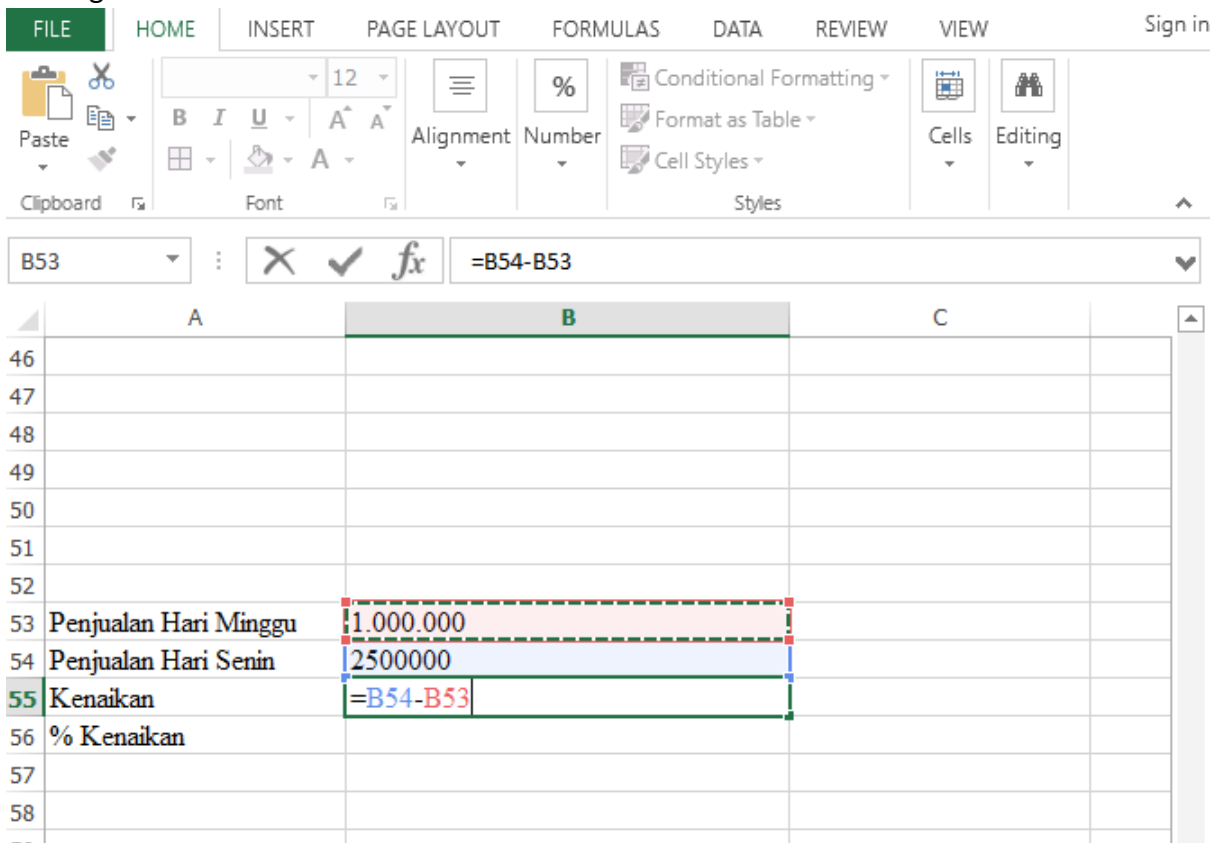 FILE HOME INSERT PAGE LAYOUT FORMULAS DATA REVIEW VIEW Sign in
12
% Conditional Formatting
B I U A A Format as Table
Paste Alignment Number Cells Editing
A Cell Styles
Clipboard Font Styles
B53 fx =B54-B53
A B C
46
47
48
49
50
51
52
53 Penjualan Hari Minggu 1.000.000
54 Penjualan Hari Senin 2500000
55 Kenaikan =B54-B53
56 % Kenaikan
57
58